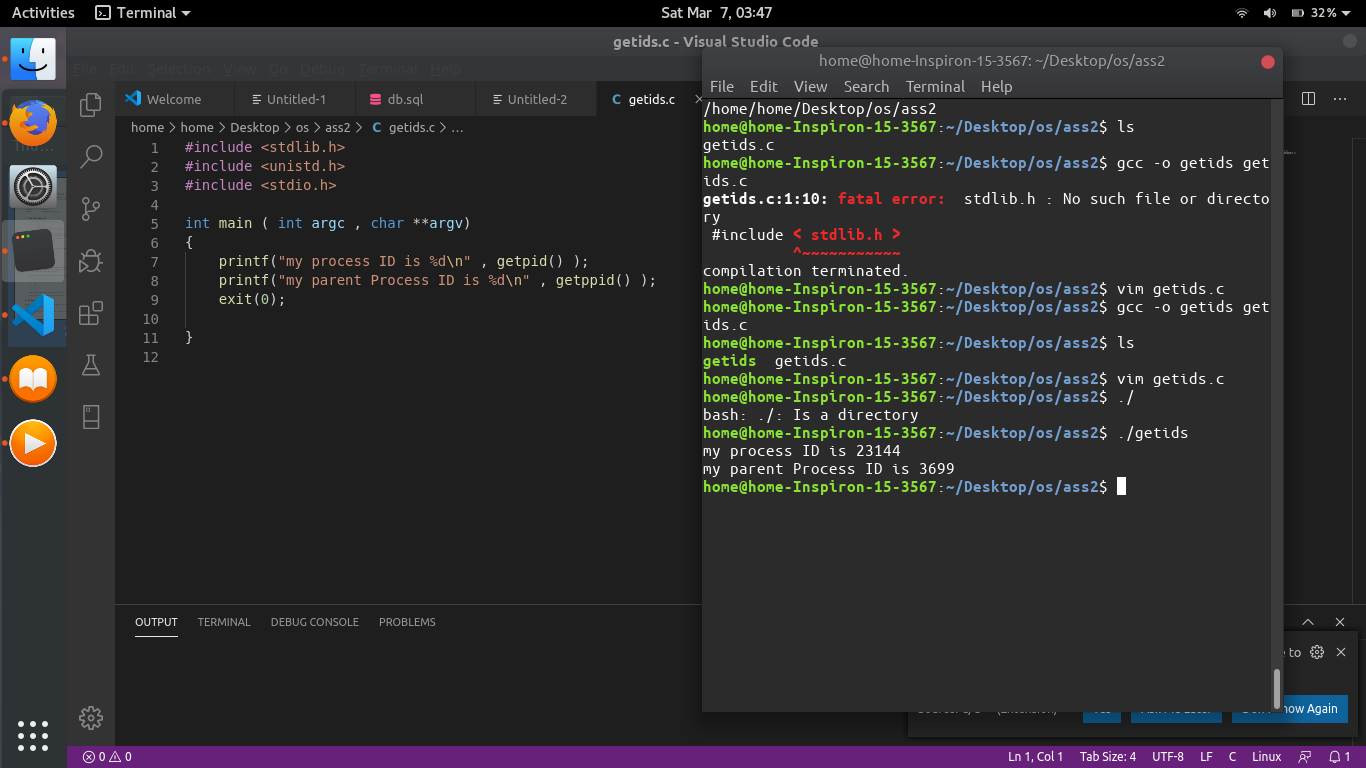 Activities Terminal Sat Mar 7, 03:47 32%
getids.c - Visual Studio Code
File Edit Selection View Go Debug Terminal Help
Welcome Untitled-1 db.sql Untitled-2 getids.c
home > home > Desktop > os > ass2 > C getids.c > ...
1 #include <stdlib.h>
2 #include <unistd.h>
3 #include <stdio.h>
4
5 int main ( int argc , char **argv)
6 {
7 printf("my process ID is %d\n" , getpid() );
8 printf("my parent Process ID is %d\n" , getppid() );
9 exit(0);
10
11 }
12
OUTPUT TERMINAL DEBUG CONSOLE PROBLEMS
home@home-Inspiron-15-3567: ~/Desktop/os/ass2
File Edit View Search Terminal Help
/home/home/Desktop/os/ass2
home@home-Inspiron-15-3567:~/Desktop/os/ass2$ ls
getids.c
home@home-Inspiron-15-3567:~/Desktop/os/ass2$ gcc -o getids get
ids.c
getids.c:1:10: fatal error:  stdlib.h : No such file or directo
ry
#include < stdlib.h >
^~~~~~~~~~~~
compilation terminated.
home@home-Inspiron-15-3567:~/Desktop/os/ass2$ vim getids.c
home@home-Inspiron-15-3567:~/Desktop/os/ass2$ gcc -o getids get
ids.c
home@home-Inspiron-15-3567:~/Desktop/os/ass2$ ls
getids  getids.c
home@home-Inspiron-15-3567:~/Desktop/os/ass2$ vim getids.c
home@home-Inspiron-15-3567:~/Desktop/os/ass2$ ./
bash: ./: Is a directory
home@home-Inspiron-15-3567:~/Desktop/os/ass2$ ./getids
my process ID is 23144
my parent Process ID is 3699
home@home-Inspiron-15-3567:~/Desktop/os/ass2$
to
now Again
0 0 Ln 1, Col 1 Tab Size: 4 UTF-8 LF C Linux 1